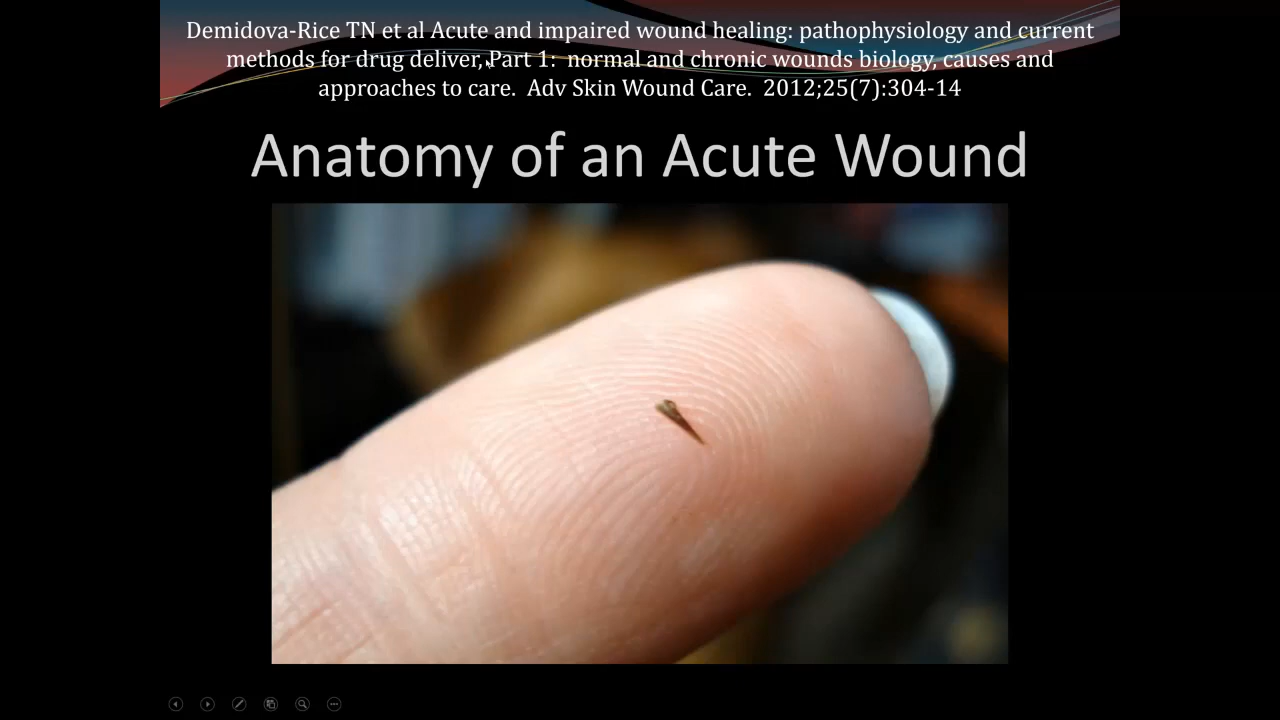 Demidova-Rice TN et al Acute and impaired wound healing: pathophysiology and current
methods for drug deliver, Part 1:  normal and chronic wounds biology, causes and
approaches to care.  Adv Skin Wound Care.  2012;25(7):304-14
Anatomy of an Acute Wound